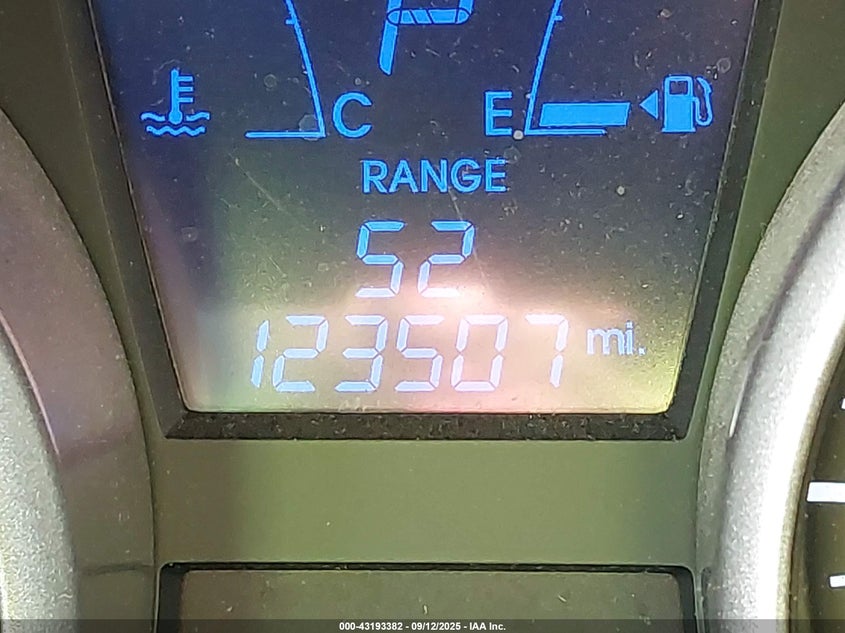 P
C E
RANGE
52
123507 mi.
000-43193382 - 09/12/2025 - IAA Inc.